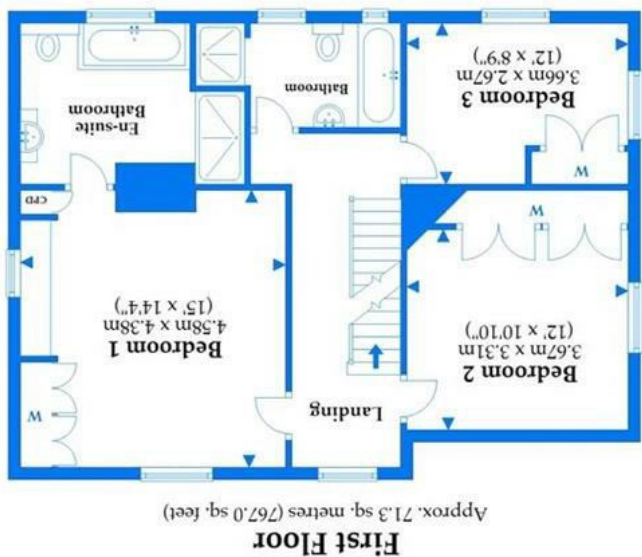 First Floor
Approx. 71.3 sq. metres (767.0 sq. feet)
Bedroom 2
3.67m x 3.31m
(12' x 10'10")
Landing
Bedroom 1
4.58m x 4.38m
(15' x 14'4")
W
W
CPD
W
Bedroom 3
3.66m x 2.67m
(12' x 8'9")
Bathroom
En-suite
Bathroom